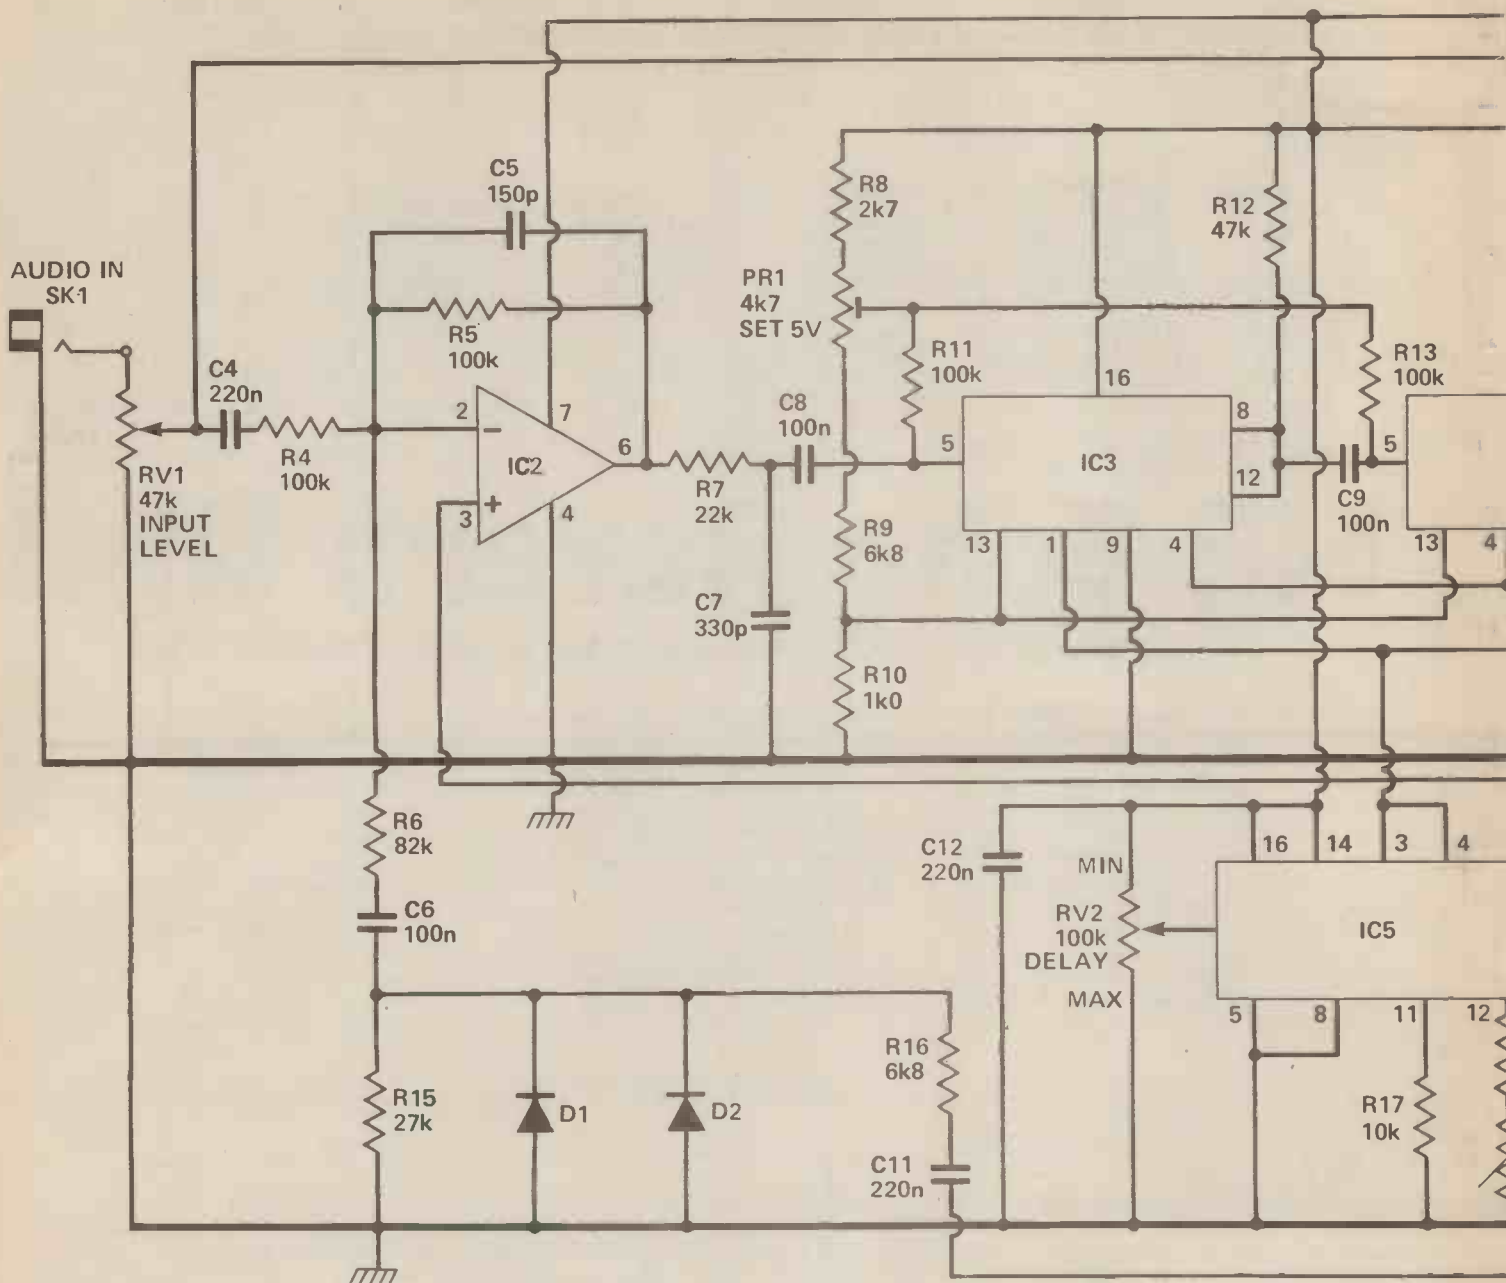 C5
150p
R8
2k7
R12
47k
AUDIO IN
SK1
PR1
4k7
SET 5V
R5
100k
R11
100k
R13
100k
C4
220n
16
2
7
C8
100n
8
5
6
IC2
IC3
5
R4
100k
RV1
47k
INPUT
LEVEL
12
R7
22k
C9
100n
3
4
R9
6k8
13
1
9
4
13
4
C7
330p
R10
1k0
R6
82k
C12
220n
MIN
16
14
3
4
C6
100n
RV2
100k
DELAY
IC5
MAX
5
8
11
12
R16
6k8
R15
27k
D1
D2
R17
10k
C11
220n